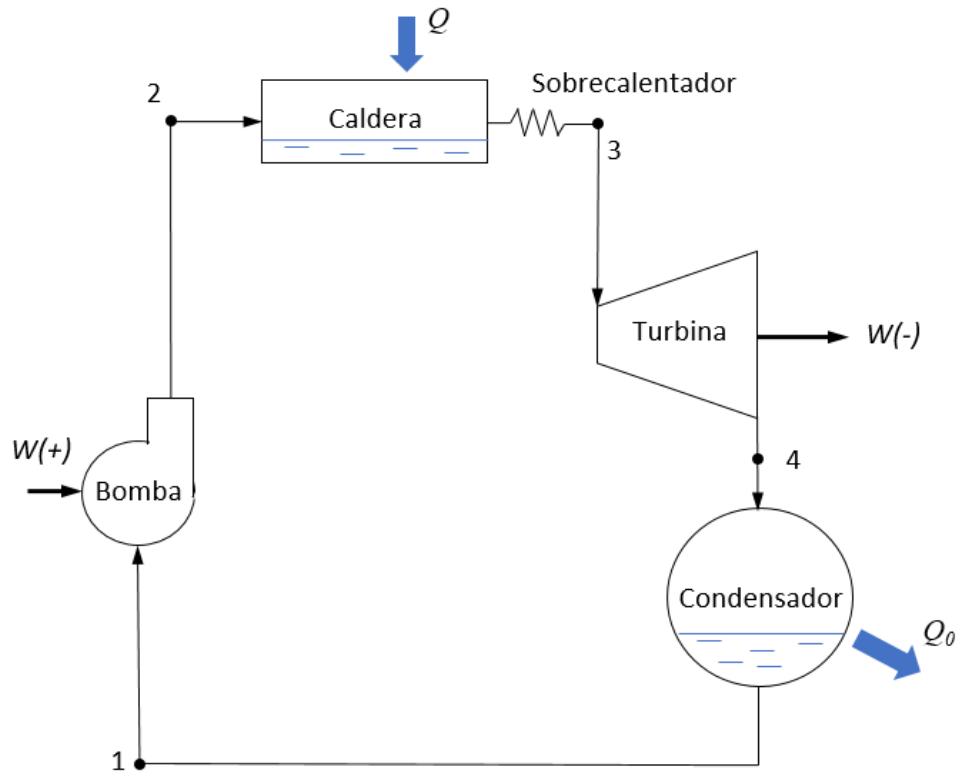 Q
Sobrecalentador
2
Caldera
3
Turbina
W(-)
W(+)
Bomba
4
Condensador
Q0
1